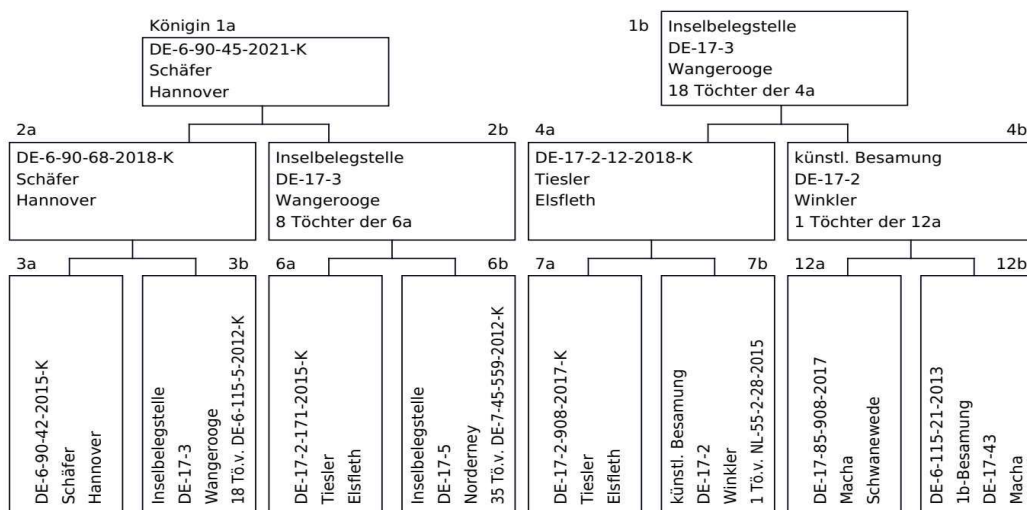 Königin 1a
DE-6-90-45-2021-K
Schäfer
Hannover
1b
Inselbelegstelle
DE-17-3
Wangerooge
18 Töchter der 4a
2a
DE-6-90-68-2018-K
Schäfer
Hannover
2b
Inselbelegstelle
DE-17-3
Wangerooge
8 Töchter der 6a
4a
DE-17-2-12-2018-K
Tiesler
Elsfleth
4b
künstl. Besamung
DE-17-2
Winkler
1 Töchter der 12a
3a
DE-6-90-42-2015-K
Schäfer
Hannover
3b
Inselbelegstelle
DE-17-3
Wangerooge
18 Tö.v. DE-6-115-5-2012-K
6a
DE-17-2-171-2015-K
Tiesler
Elsfleth
6b
Inselbelegstelle
DE-17-5
Norderney
35 Tö.v. DE-7-45-559-2012-K
7a
DE-17-2-908-2017-K
Tiesler
Elsfleth
7b
künstl. Besamung
DE-17-2
Winkler
1 Tö.v. NL-55-2-28-2015
12a
DE-17-85-908-2017
Macha
Schwanewede
12b
DE-6-115-21-2013
1b-Besamung
DE-17-43
Macha